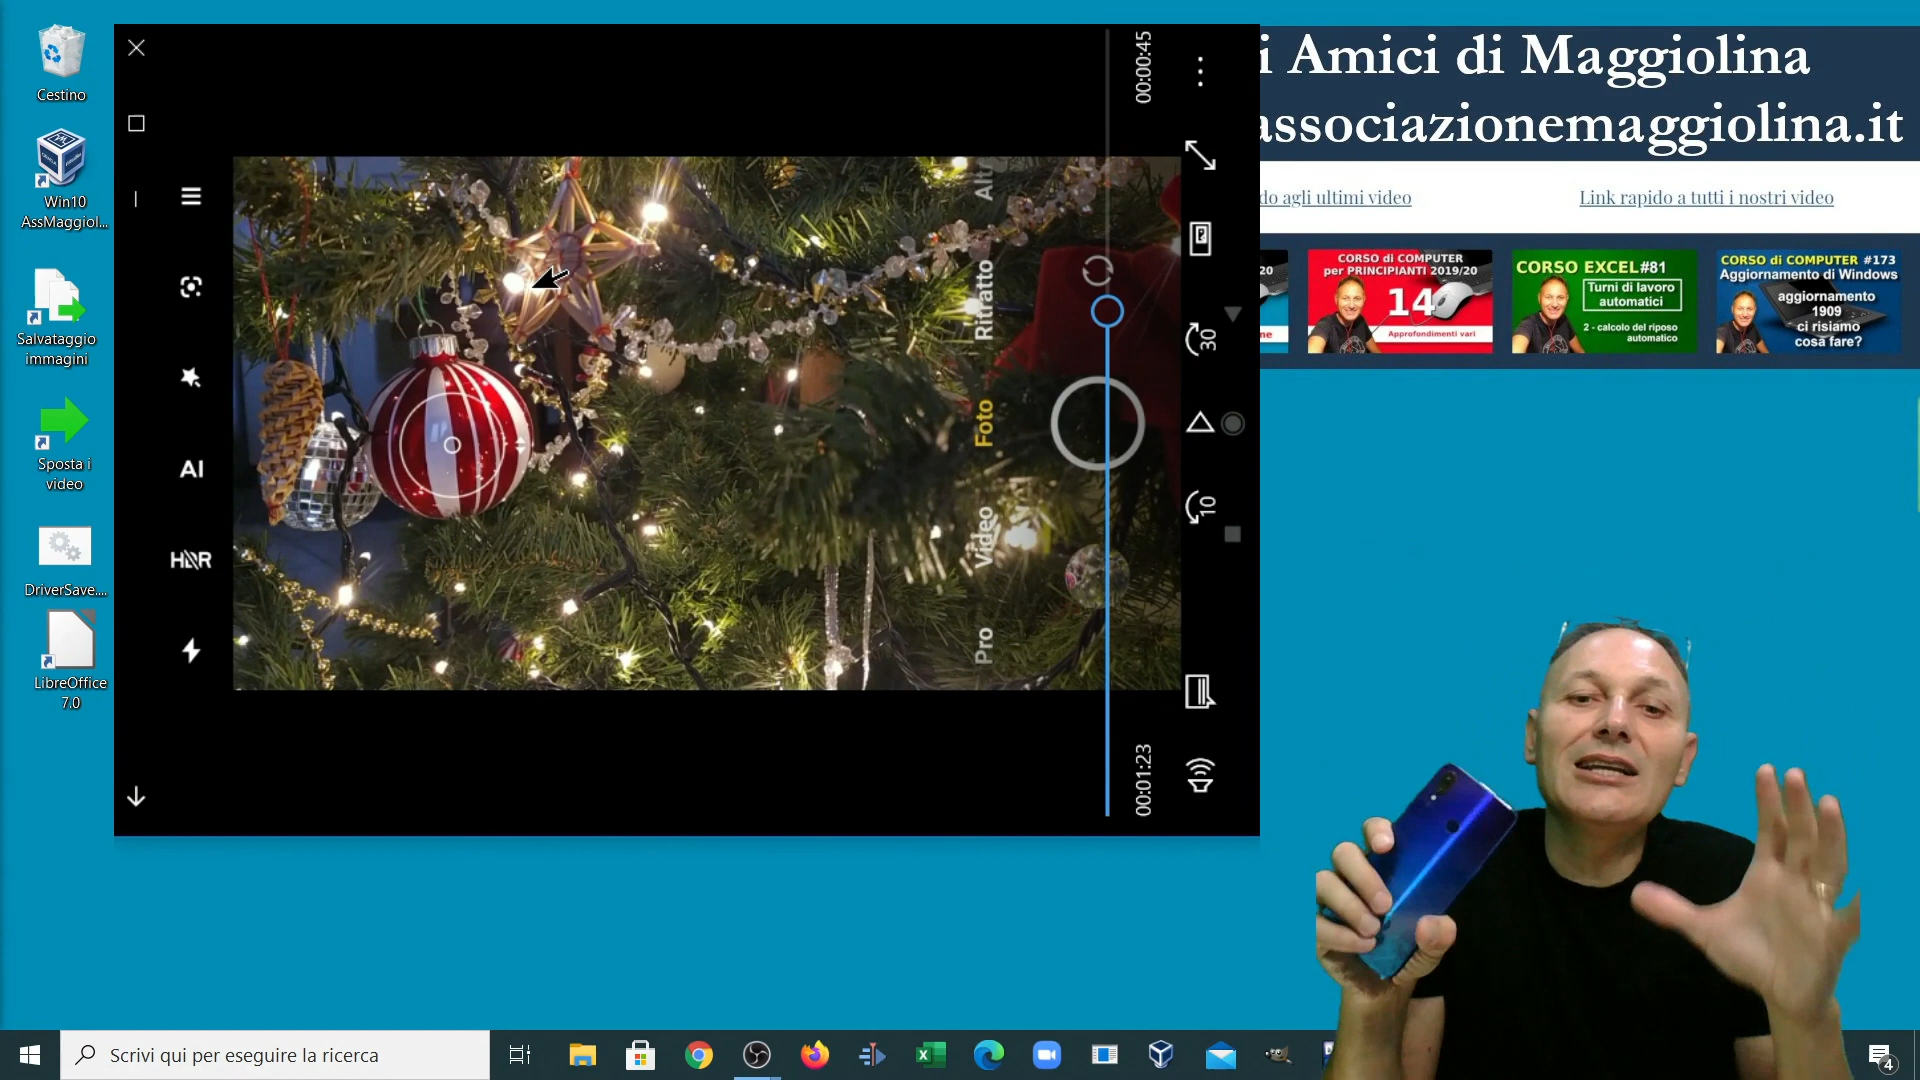 Cestino
Win10
AssMaggiol...
Salvataggio
immagini
Sposta i
video
DriverSave....
LibreOffice
7.0
AI
HDR
Ritratto
Foto
Video
Pro
00:00:45
30
10
00:01:23
i Amici di Maggiolina
associazionemaggiolina.it
do agli ultimi video
Link rapido a tutti i nostri video
20
ne
CORSO di COMPUTER
per PRINCIPIANTI 2019/20
14
Approfondimenti vari
CORSO EXCEL#81
Turni di lavoro
automatici
2 - calcolo del riposo
automatico
CORSO di COMPUTER #173
Aggiornamento di Windows
aggiornamento
1909
ci risiamo
cosa fare?
Scrivi qui per eseguire la ricerca
4